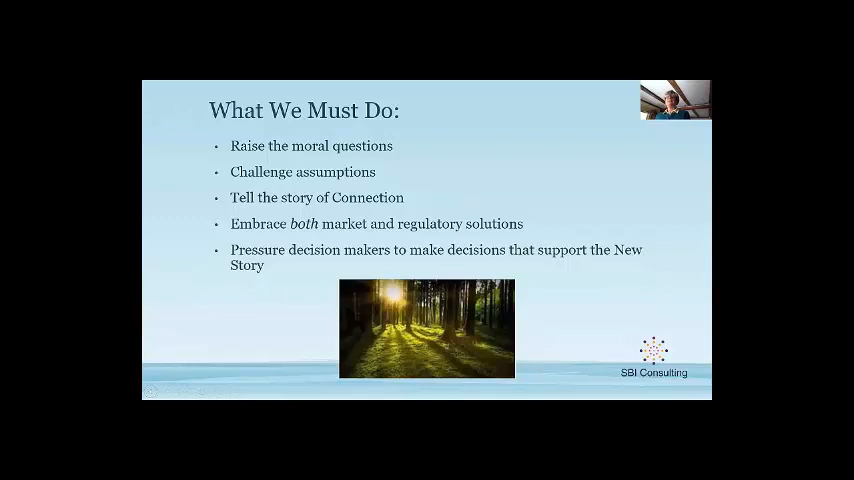 What We Must Do:
• Raise the moral questions
• Challenge assumptions
• Tell the story of Connection
• Embrace both market and regulatory solutions
• Pressure decision makers to make decisions that support the New
Story
SBI Consulting